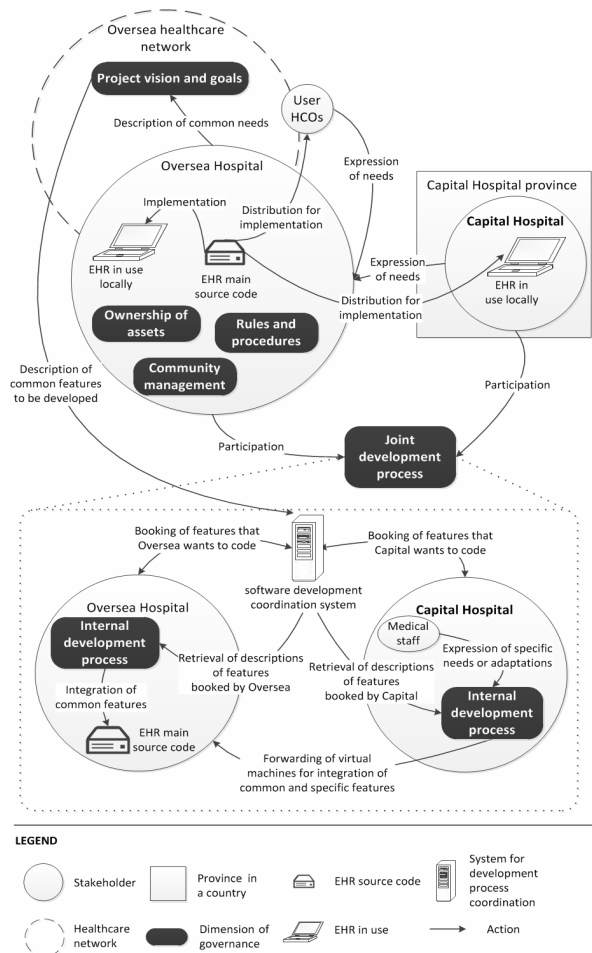 Oversea healthcare
network
Project vision and goals
User
HCOs
Description of common needs
Oversea Hospital
Expression
of needs
Capital Hospital province
Capital Hospital
Implementation
Distribution for
implementation
EHR in use
locally
EHR main
source code
Expression
of needs
EHR in
use locally
Distribution for
implementation
Ownership of
assets
Rules and
procedures
Community
management
Description of
common features
to be developed
Participation
Participation
Joint
development
process
Booking of features that
Oversea wants to code
Booking of features that
Capital wants to code
software development
coordination system
Oversea Hospital
Internal
development
process
Retrieval of descriptions
of features
booked by Oversea
Integration of
common features
EHR main
source code
Capital Hospital
Medical
staff
Expression of specific
needs or adaptations
Retrieval of descriptions
of features
booked by Capital
Internal
development
process
Forwarding of virtual
machines for integration of
common and specific features
LEGEND
Stakeholder
Province in
a country
EHR source code
System for
development
process
coordination
Healthcare
network
Dimension of
governance
EHR in use
Action